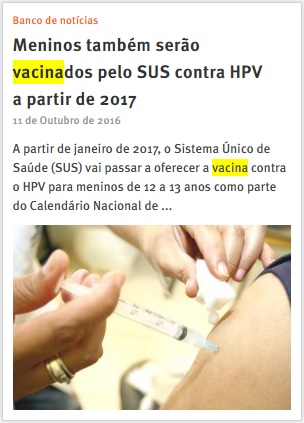 Banco de notícias
Meninos também serão
vacinados pelo SUS contra HPV
a partir de 2017
11 de Outubro de 2016
A partir de janeiro de 2017, o Sistema Único de
Saúde (SUS) vai passar a oferecer a vacina contra
o HPV para meninos de 12 a 13 anos como parte
do Calendário Nacional de ...